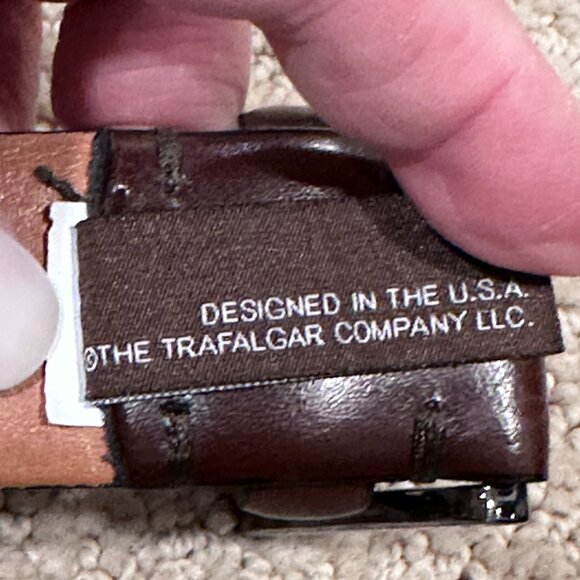 DESIGNED IN THE U.S.A.
©THE TRAFALGAR COMPANY LLC.